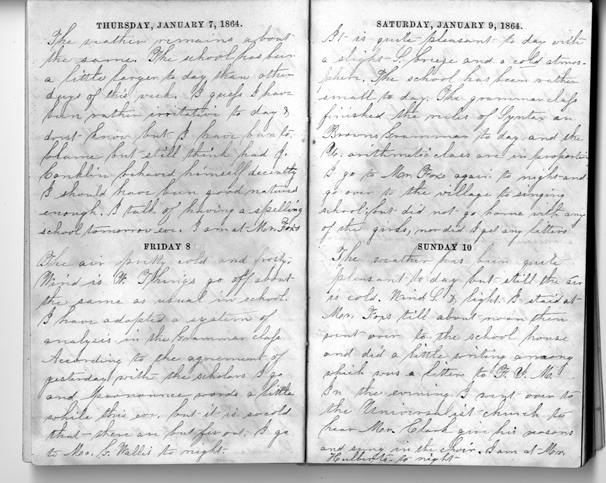 THURSDAY, JANUARY 7, 1864.
The weather remains about
the same. The school has been
a little larger to day than other
days of this week. I guess I have
been rather irritative to day &
dont know but I have been to
blame but still think had J.
Conklin behaved himself decently
I should have been good natured
enough. I talk of having a spelling
school tomorrow eve. I am at Mr. Foxs
FRIDAY 8
The air pretty cold and frosty.
Wind is W. Things go off about
the same as usual in school.
I have adopted a system of
analysis in the Grammar class
According to the agreement of
yesterday with the scholars I go
and pronounce words a little
while this eve. but it is so cold
that there are but few out. I go
to Mr. G. Wallis to night.
SATURDAY, JANUARY 9, 1864.
It is quite pleasant to day with
a slight S. breeze and a cold atmos-
phere. The school has been rather
small to day. The grammar class
finished the rules of Syntax in
Browns Grammar to day and the
arithmetic class are in proportion
I go to Mr. Foxs again to night and
go over to the village to singing
school; but did not go home with any
of the girls, nor did I get any letters
SUNDAY 10
The weather has been quite
pleasant to day but still the air
is cold. Wind S & light. I staid at
Mr. Foxs till about noon then
went over to the school house
and did a little writing among
which was a letter to F. S. M.
In the evening I went over to
the Universalist church to
hear Mr. Clark give his reasons
and sung in the choir. I am at Mr.
Hulberts to night